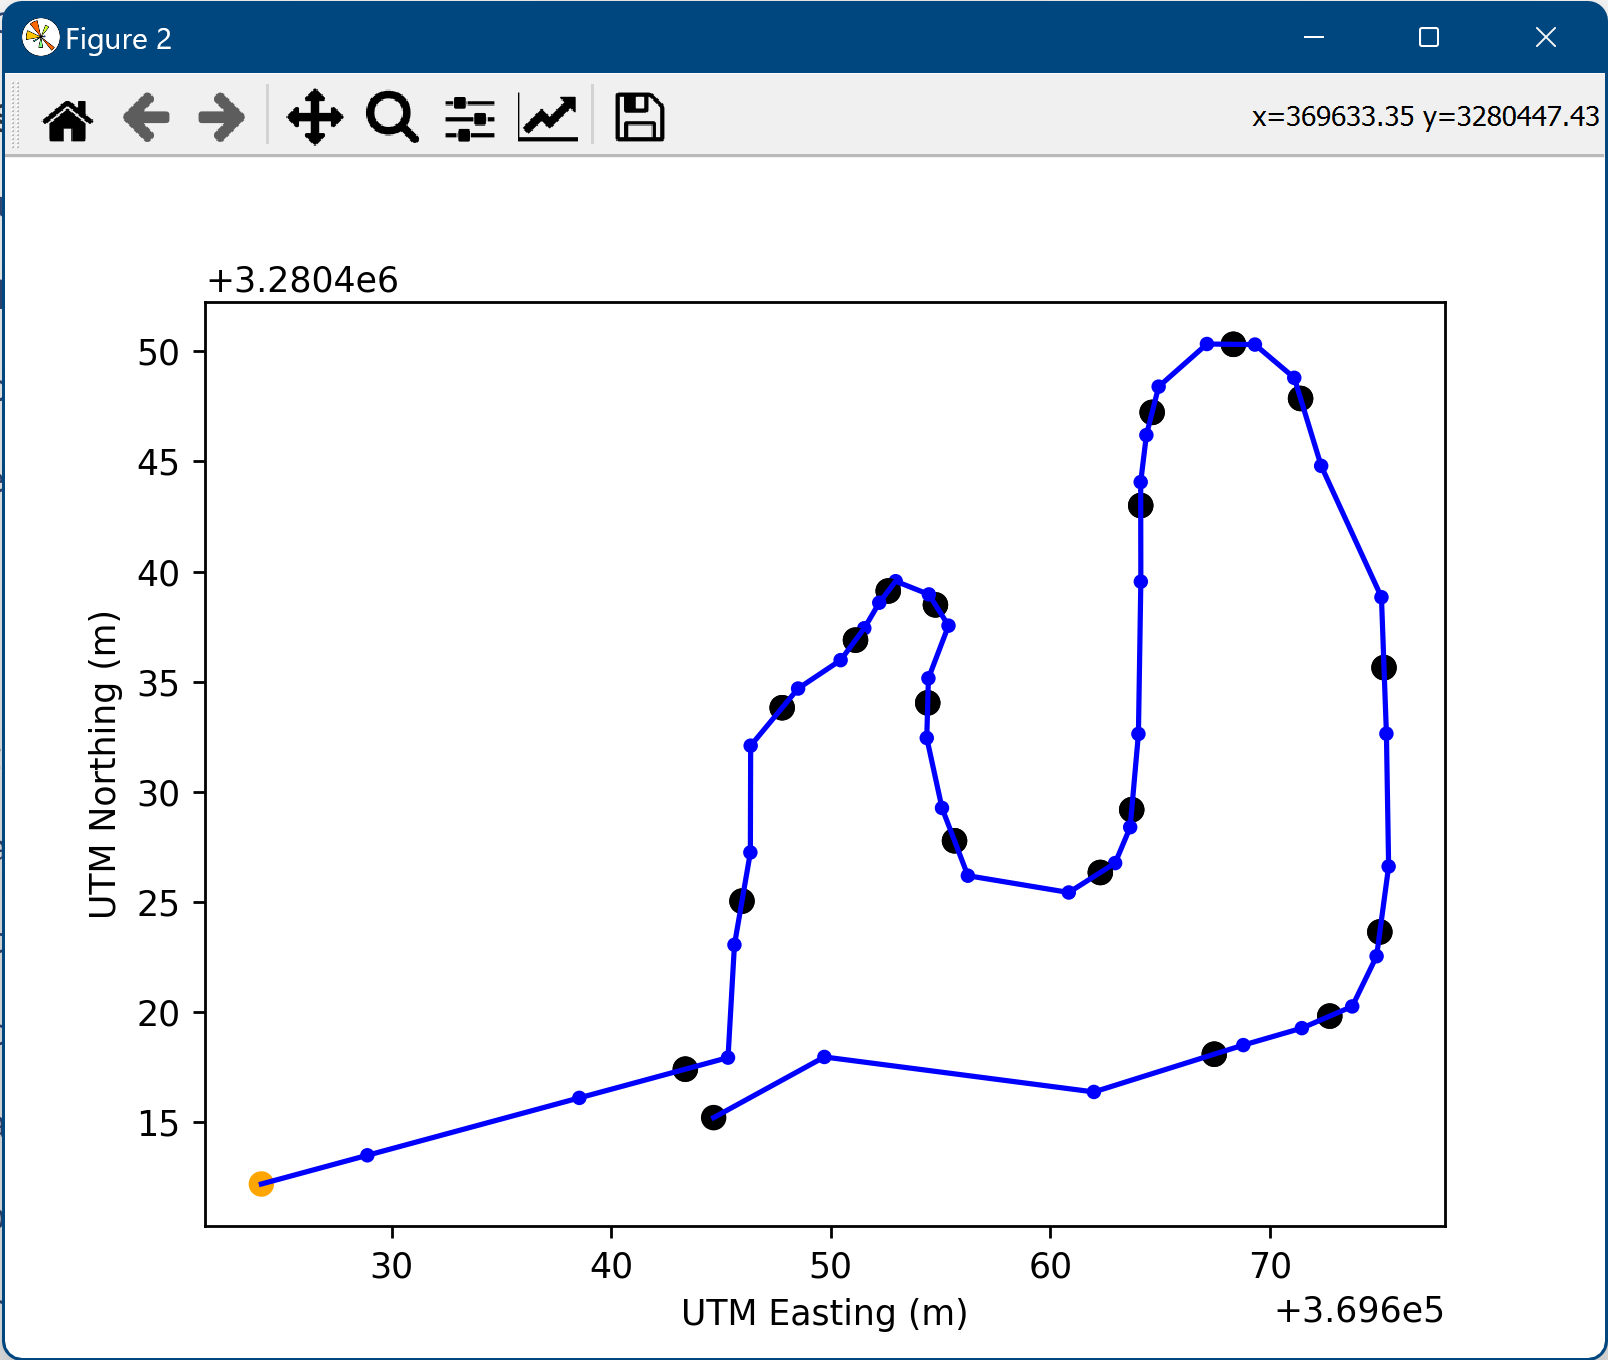 Figure 2
x=369633.35 y=3280447.43
+3.2804e6
50
45
40
35
30
25
20
15
UTM Northing (m)
30 40 50 60 70
UTM Easting (m)
+3.696e5